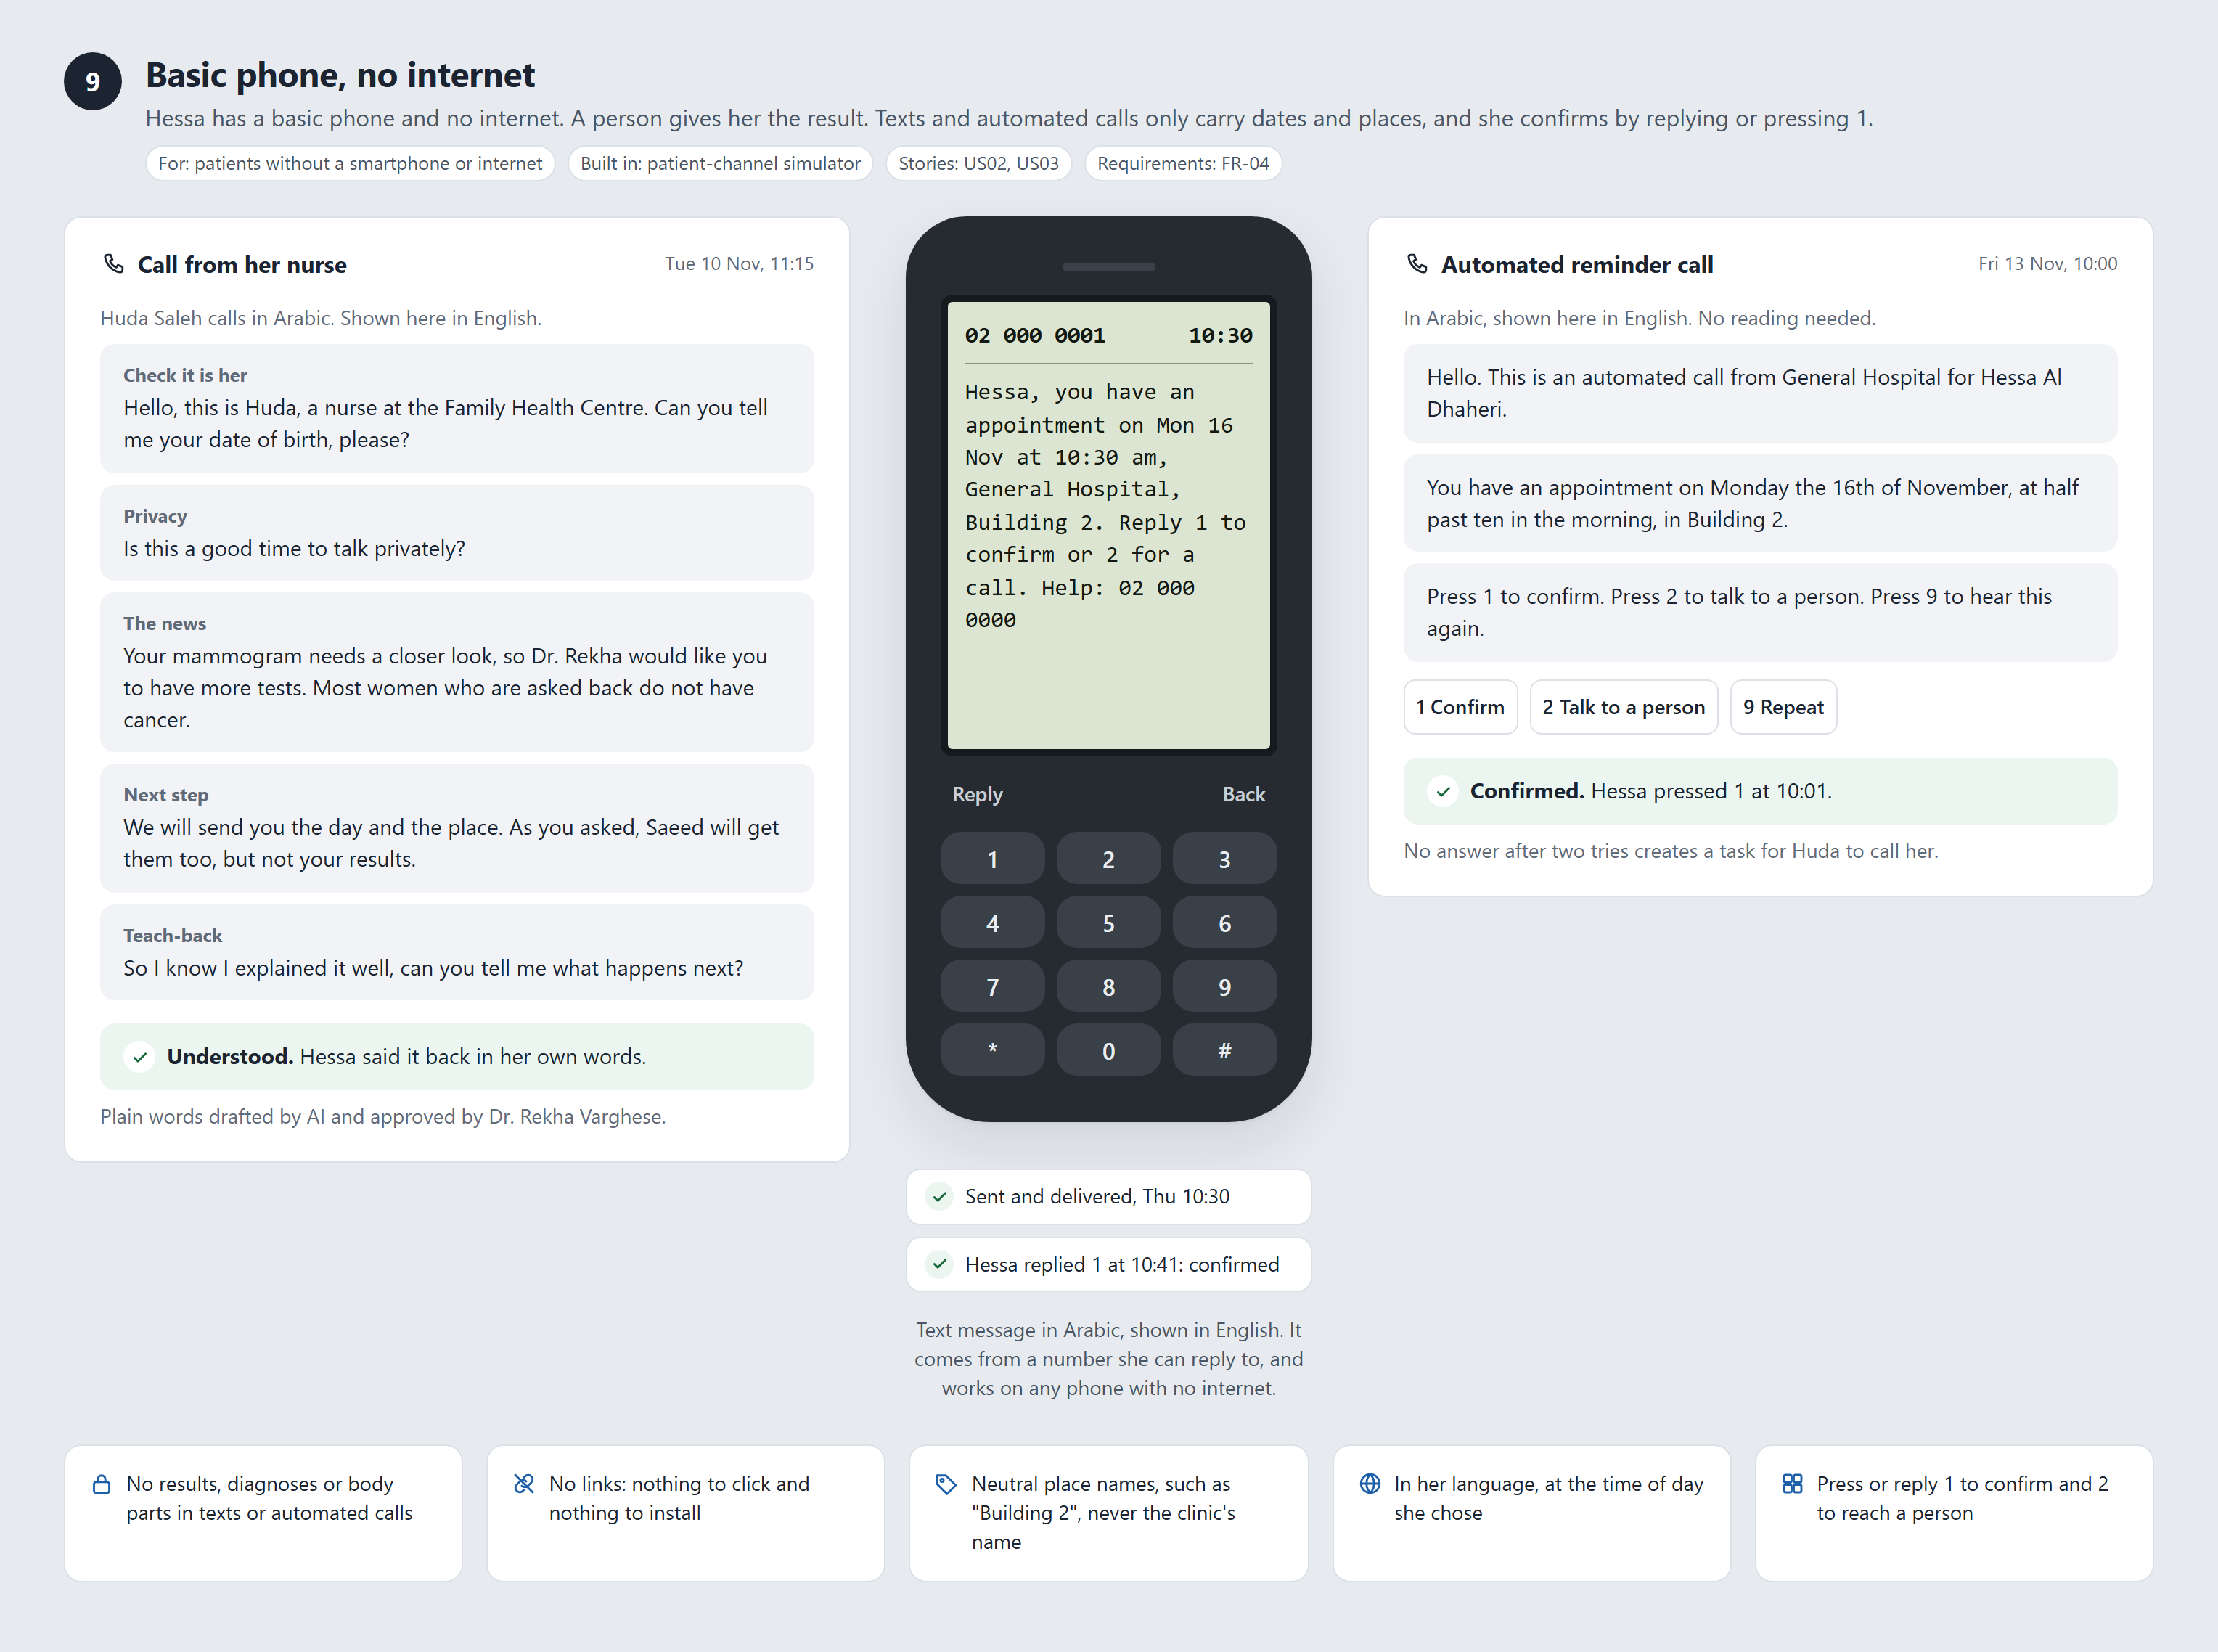 9
Basic phone, no internet
Hessa has a basic phone and no internet. A person gives her the result. Texts and automated calls only carry dates and places, and she confirms by replying or pressing 1.
For: patients without a smartphone or internet
Built in: patient-channel simulator
Stories: US02, US03
Requirements: FR-04
Call from her nurse
Tue 10 Nov, 11:15
Huda Saleh calls in Arabic. Shown here in English.
Check it is her
Hello, this is Huda, a nurse at the Family Health Centre. Can you tell
me your date of birth, please?
Privacy
Is this a good time to talk privately?
The news
Your mammogram needs a closer look, so Dr. Rekha would like you
to have more tests. Most women who are asked back do not have
cancer.
Next step
We will send you the day and the place. As you asked, Saeed will get
them too, but not your results.
Teach-back
So I know I explained it well, can you tell me what happens next?
Understood. Hessa said it back in her own words.
Plain words drafted by AI and approved by Dr. Rekha Varghese.
02 000 0001
10:30
Hessa, you have an
appointment on Mon 16
Nov at 10:30 am,
General Hospital,
Building 2. Reply 1 to
confirm or 2 for a
call. Help: 02 000
0000
Reply
Back
1
2
3
4
5
6
7
8
9
*
0
#
Sent and delivered, Thu 10:30
Hessa replied 1 at 10:41: confirmed
Text message in Arabic, shown in English. It
comes from a number she can reply to, and
works on any phone with no internet.
Automated reminder call
Fri 13 Nov, 10:00
In Arabic, shown here in English. No reading needed.
Hello. This is an automated call from General Hospital for Hessa Al
Dhaheri.
You have an appointment on Monday the 16th of November, at half
past ten in the morning, in Building 2.
Press 1 to confirm. Press 2 to talk to a person. Press 9 to hear this
again.
1 Confirm
2 Talk to a person
9 Repeat
Confirmed. Hessa pressed 1 at 10:01.
No answer after two tries creates a task for Huda to call her.
No results, diagnoses or body
parts in texts or automated calls
No links: nothing to click and
nothing to install
Neutral place names, such as
"Building 2", never the clinic's
name
In her language, at the time of day
she chose
Press or reply 1 to confirm and 2
to reach a person